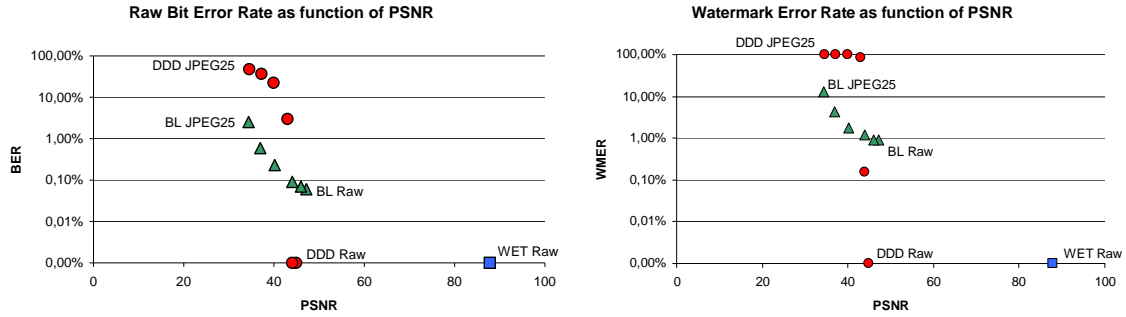 Raw Bit Error Rate as function of PSNR
100,00%
10,00%
1,00%
0,10%
0,01%
0,00%
BER
DDD JPEG25
BL JPEG25
BL Raw
DDD Raw
WET Raw
0 20 40 60 80 100
PSNR
Watermark Error Rate as function of PSNR
100,00%
10,00%
1,00%
0,10%
0,01%
0,00%
WMER
DDD JPEG25
BL JPEG25
BL Raw
DDD Raw
WET Raw
0 20 40 60 80 100
PSNR